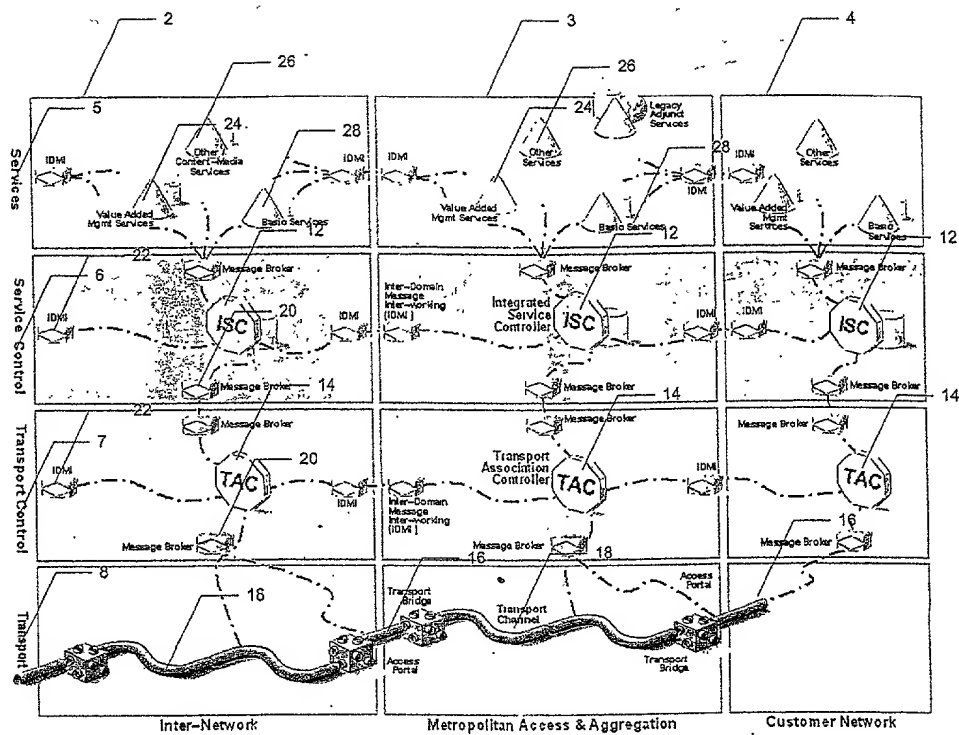 2
3
4
26
26
5
24
28
24
Legacy
Adjunct
Services
28
Services
IDMI
Other
Content-Media
Services
IDMI
IDMI
Other
Services
IDMI
IDMI
Other
Services
Value Added
Mgmt Services
Basic Services
Value Added
Mgmt Services
Basic Services
Value Added
Mgmt
Services
Basic
Services
12
12
12
22
6
Message Broker
Message Broker
Message Broker
Service Control
IDMI
20
ISC
IDMI
Inter-Domain
Message
Inter-working
(IDMI)
Integrated
Service
Controller
ISC
IDMI
IDMI
ISC
Message Broker
14
Message Broker
14
Message Broker
14
22
7
Message Broker
Message Broker
Message Broker
Transport Control
IDMI
20
TAC
IDMI
Inter-Domain
Message
Inter-working
(IDMI)
Transport
Association
Controller
TAC
IDMI
TAC
Message Broker
Message Broker
Message Broker
16
18
16
8
Transport
16
Transport
Bridge
Access
Portal
Transport
Channel
Access
Portal
Transport
Bridge
Inter-Network
Metropolitan Access & Aggregation
Customer Network